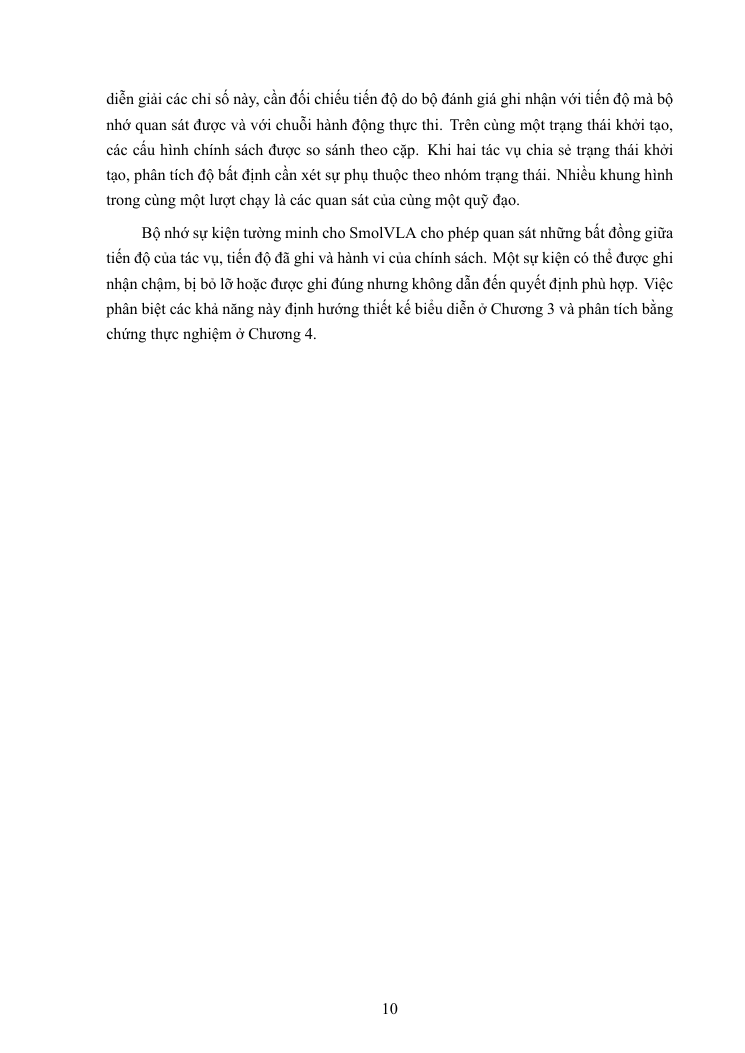 diễn giải các chỉ số này, cần đối chiếu tiến độ do bộ đánh giá ghi nhận với tiến độ mà bộ
nhớ quan sát được và với chuỗi hành động thực thi. Trên cùng một trạng thái khởi tạo,
các cấu hình chính sách được so sánh theo cặp. Khi hai tác vụ chia sẻ trạng thái khởi
tạo, phân tích độ bất định cần xét sự phụ thuộc theo nhóm trạng thái. Nhiều khung hình
trong cùng một lượt chạy là các quan sát của cùng một quỹ đạo.
Bộ nhớ sự kiện tường minh cho SmolVLA cho phép quan sát những bất đồng giữa
tiến độ của tác vụ, tiến độ đã ghi và hành vi của chính sách. Một sự kiện có thể được ghi
nhận chậm, bị bỏ lỡ hoặc được ghi đúng nhưng không dẫn đến quyết định phù hợp. Việc
phân biệt các khả năng này định hướng thiết kế biểu diễn ở Chương 3 và phân tích bằng
chứng thực nghiệm ở Chương 4.
10